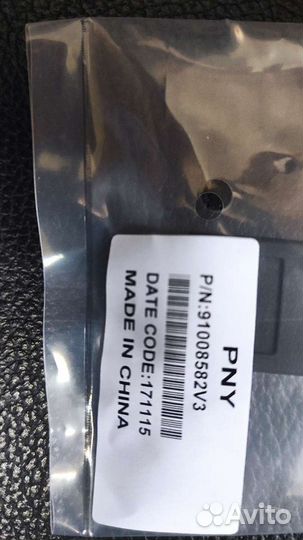 PNY
P/N:91008582V3
DATE CODE:171115
MADE IN CHINA
Avito